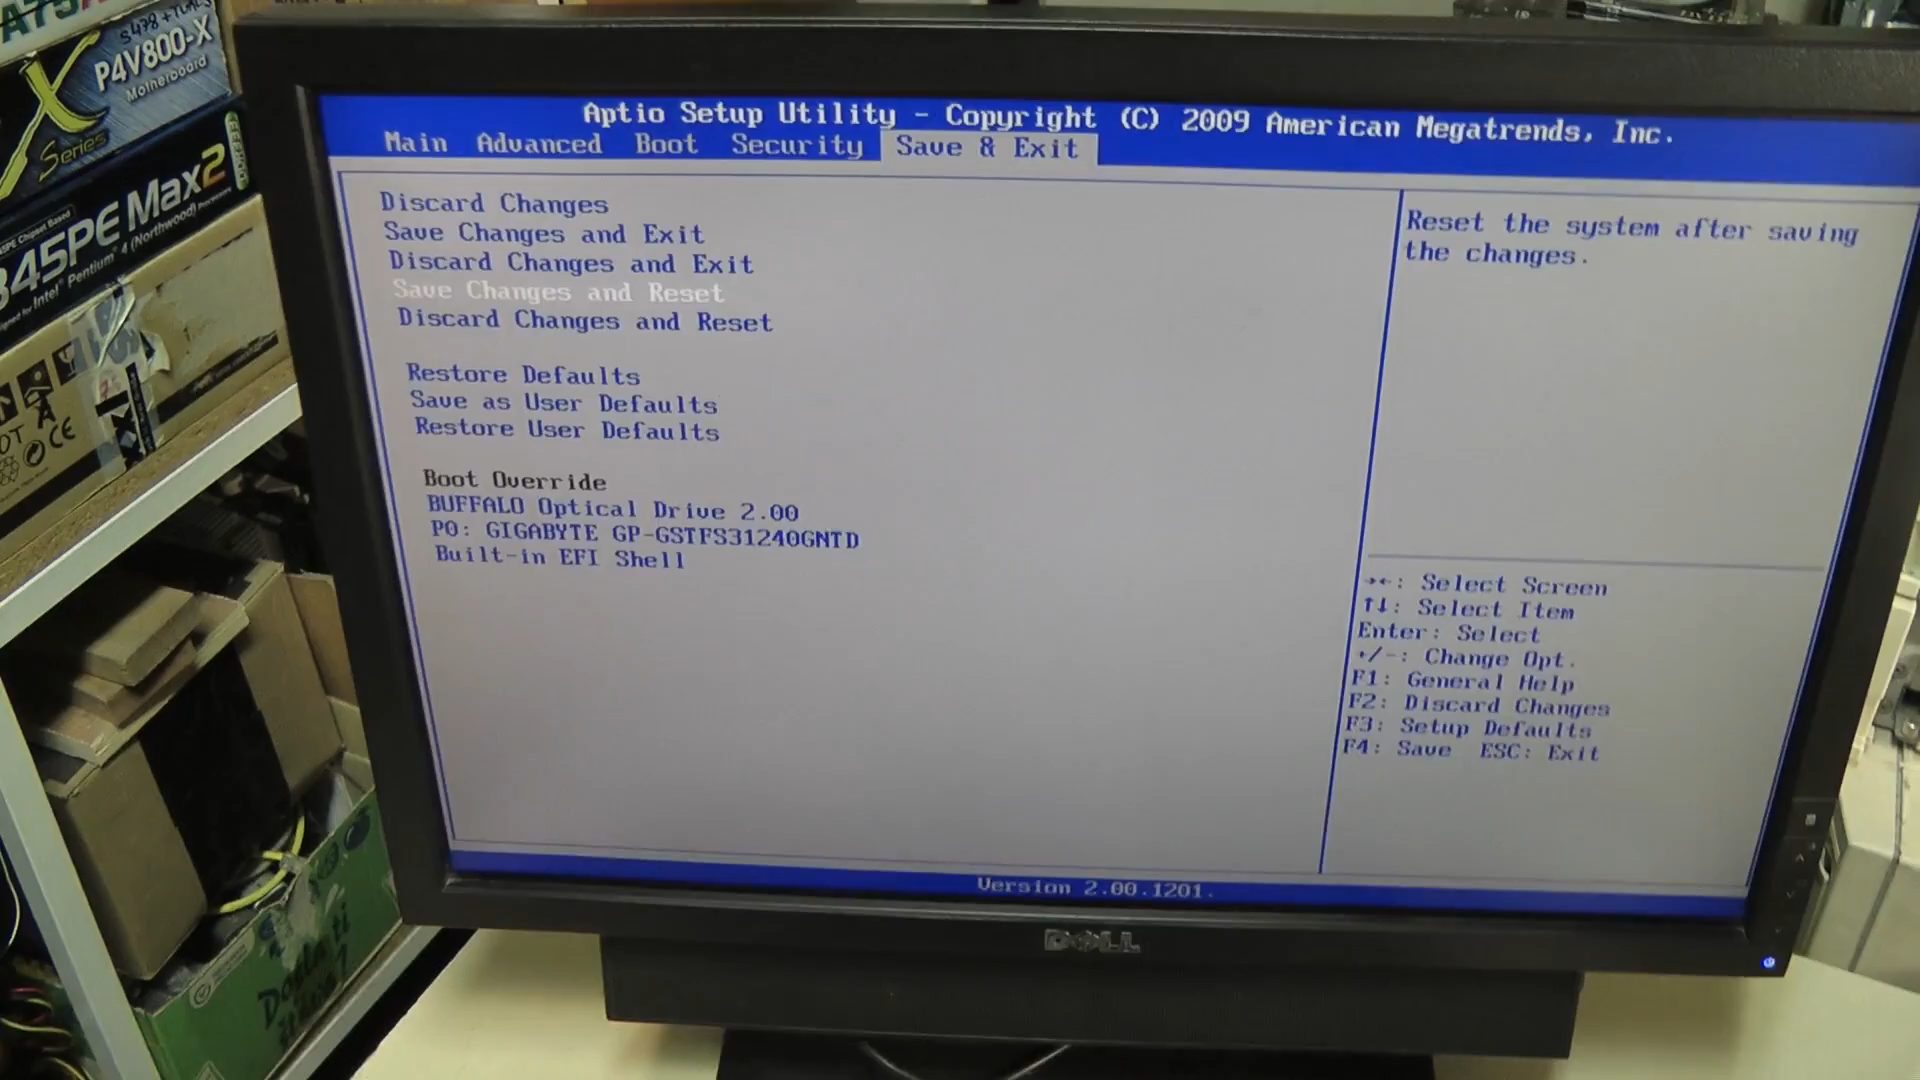 Aptio Setup Utility - Copyright (C) 2009 American Megatrends, Inc.
Main Advanced Boot Security Save & Exit
Discard Changes
Save Changes and Exit
Discard Changes and Exit
Save Changes and Reset
Discard Changes and Reset
Restore Defaults
Save as User Defaults
Restore User Defaults
Boot Override
BUFFALO Optical Drive 2.00
P0: GIGABYTE GP-GSTFS31240GNTD
Built-in EFI Shell
Reset the system after saving
the changes.
→←: Select Screen
↑↓: Select Item
Enter: Select
+/-: Change Opt.
F1: General Help
F2: Discard Changes
F3: Setup Defaults
F4: Save ESC: Exit
Version 2.00.1201.
DELL
P4V800-X
Motherboard
Series
845PE Max2
for Intel Pentium 4 (Northwood)
CE